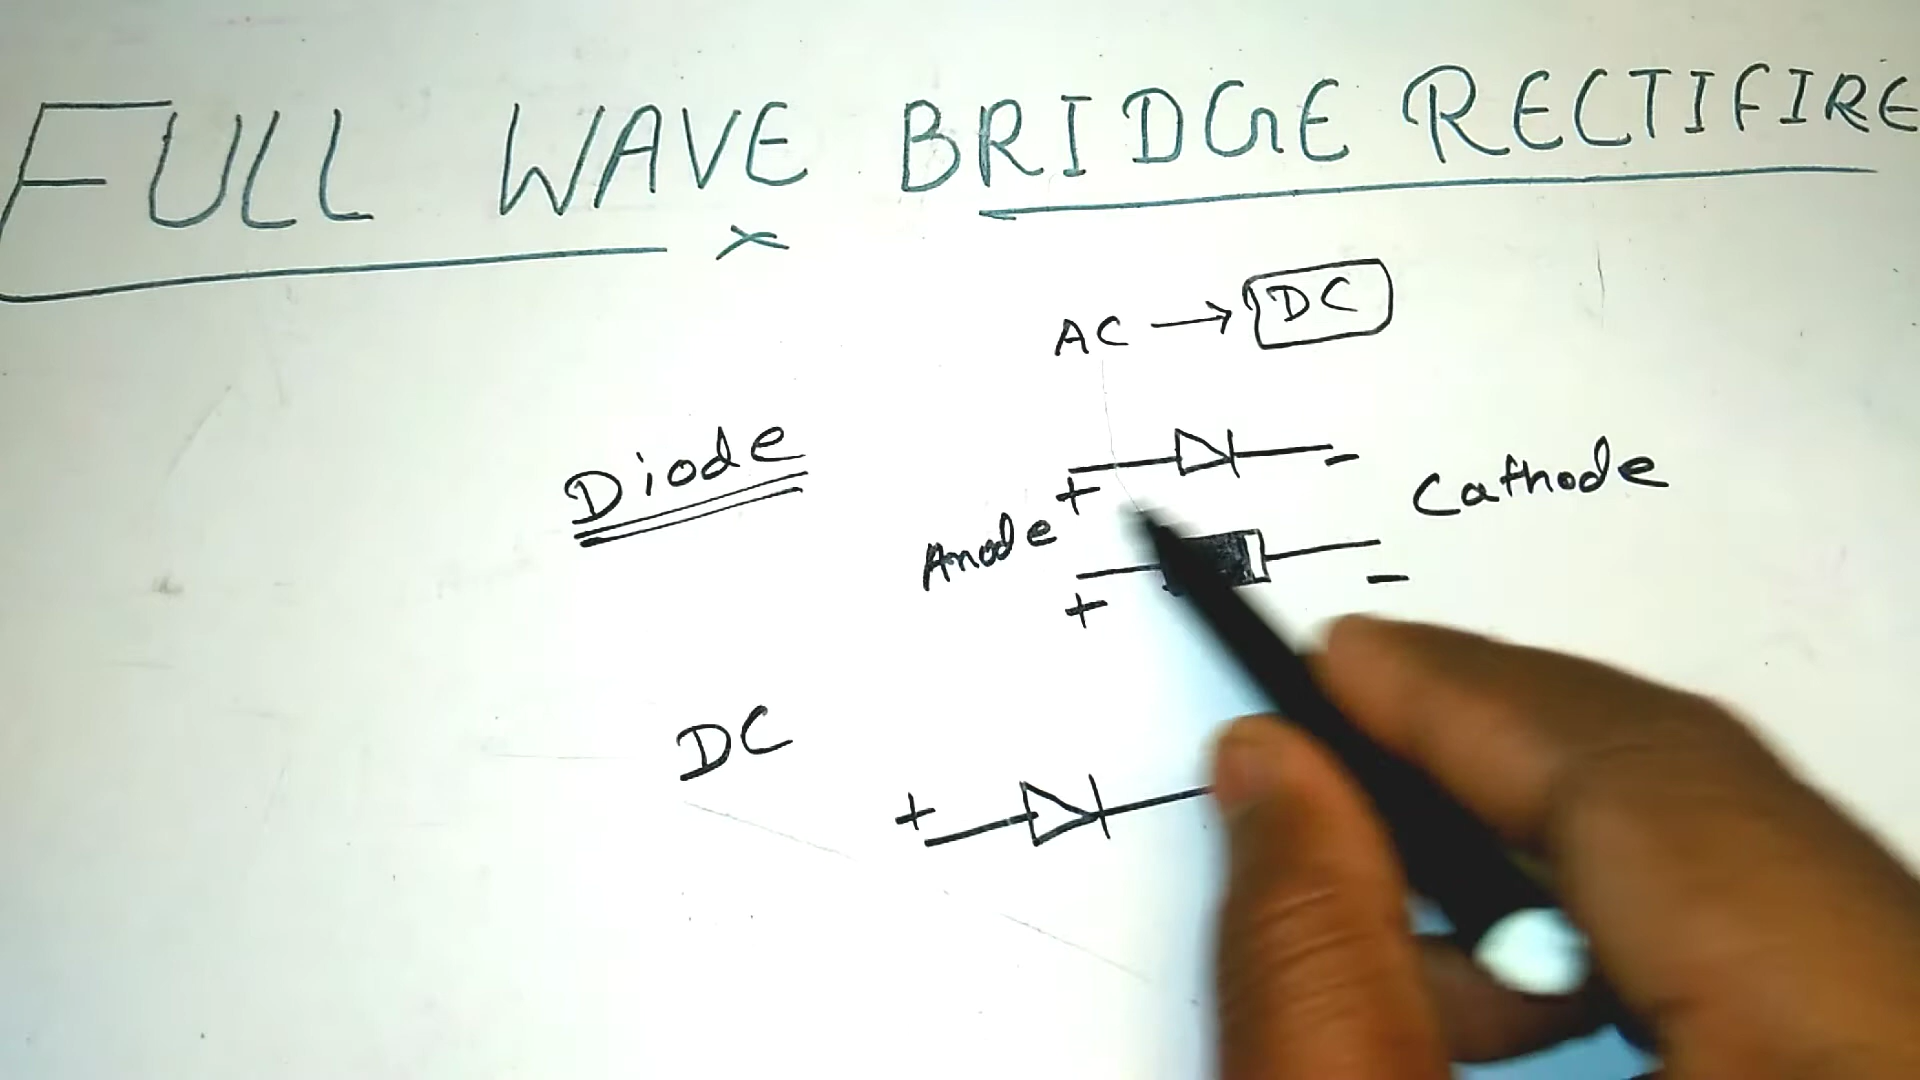 FULL WAVE BRIDGE RECTIFIRE
AC → DC
Diode
+ −
Anode Cathode
+ −
DC
+